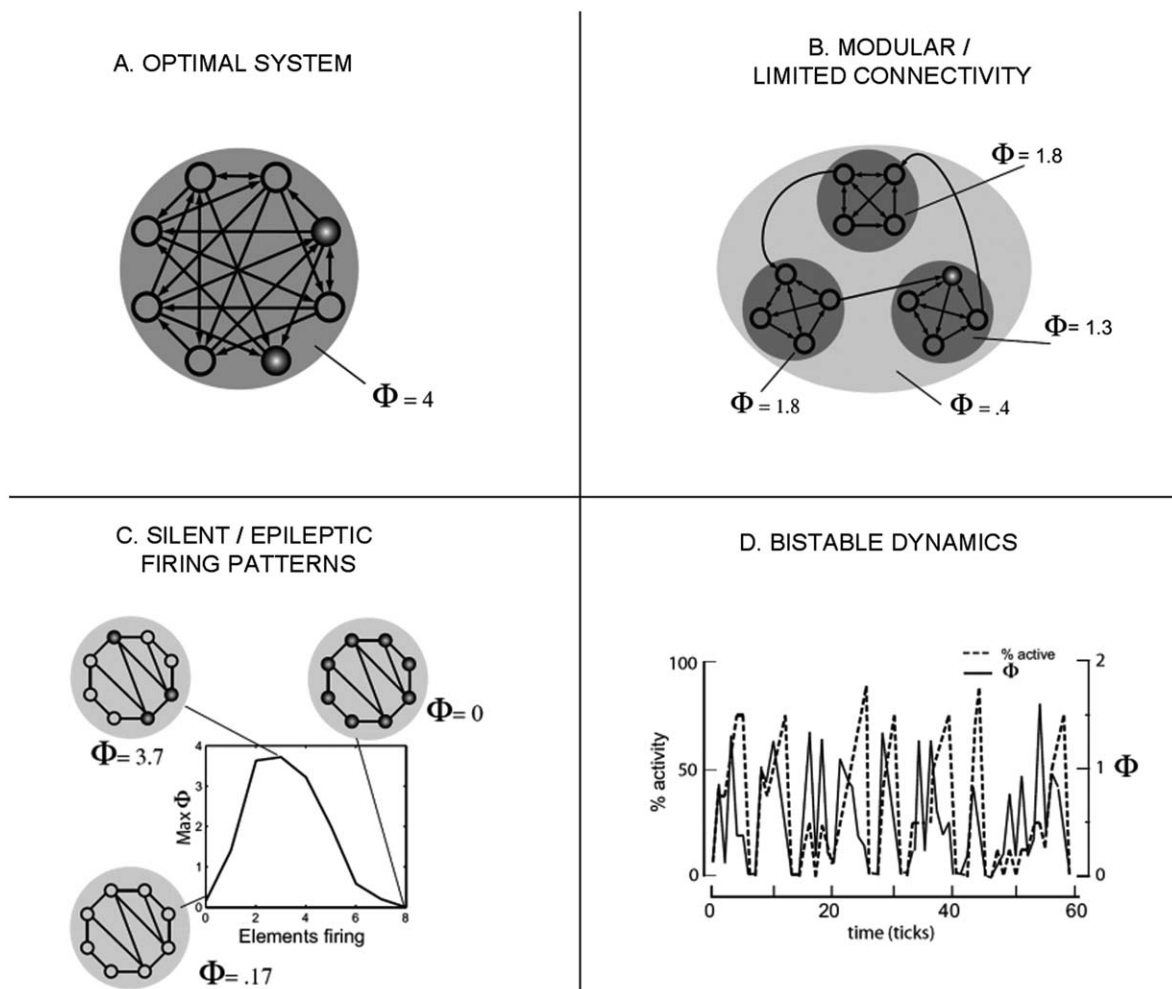 A. OPTIMAL SYSTEM
Φ = 4
B. MODULAR /
LIMITED CONNECTIVITY
Φ = 1.8
Φ = 1.3
Φ = 1.8
Φ = .4
C. SILENT / EPILEPTIC
FIRING PATTERNS
Φ = 3.7
Φ = 0
Max Φ
4
3
2
1
0
0 2 4 6 8
Elements firing
Φ = .17
D. BISTABLE DYNAMICS
% active
Φ
% activity
100
50
0
2
1
0
Φ
0 20 40 60
time (ticks)